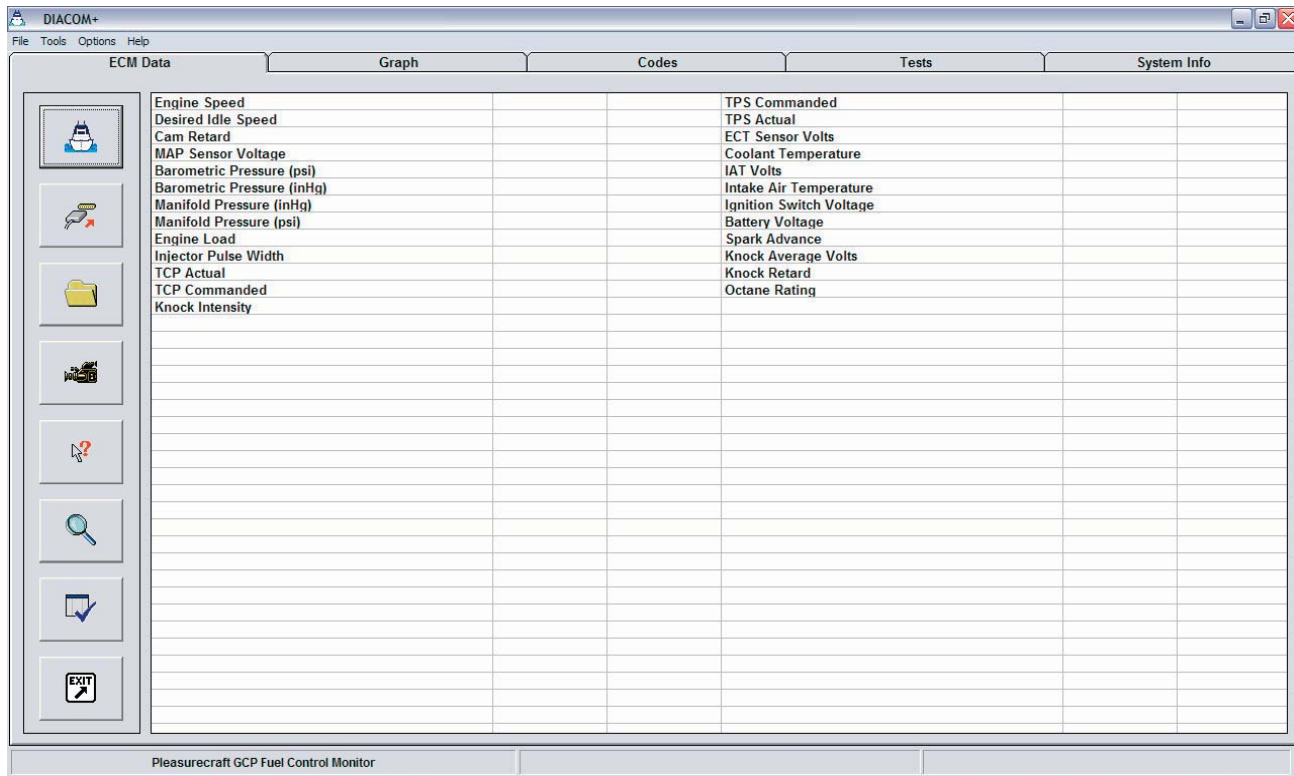 DIACOM+
File Tools Options Help
ECM Data Graph Codes Tests System Info
Engine Speed TPS Commanded
Desired Idle Speed TPS Actual
Cam Retard ECT Sensor Volts
MAP Sensor Voltage Coolant Temperature
Barometric Pressure (psi) IAT Volts
Barometric Pressure (inHg) Intake Air Temperature
Manifold Pressure (inHg) Ignition Switch Voltage
Manifold Pressure (psi) Battery Voltage
Engine Load Spark Advance
Injector Pulse Width Knock Average Volts
TCP Actual Knock Retard
TCP Commanded Octane Rating
Knock Intensity
EXIT
Pleasurecraft GCP Fuel Control Monitor